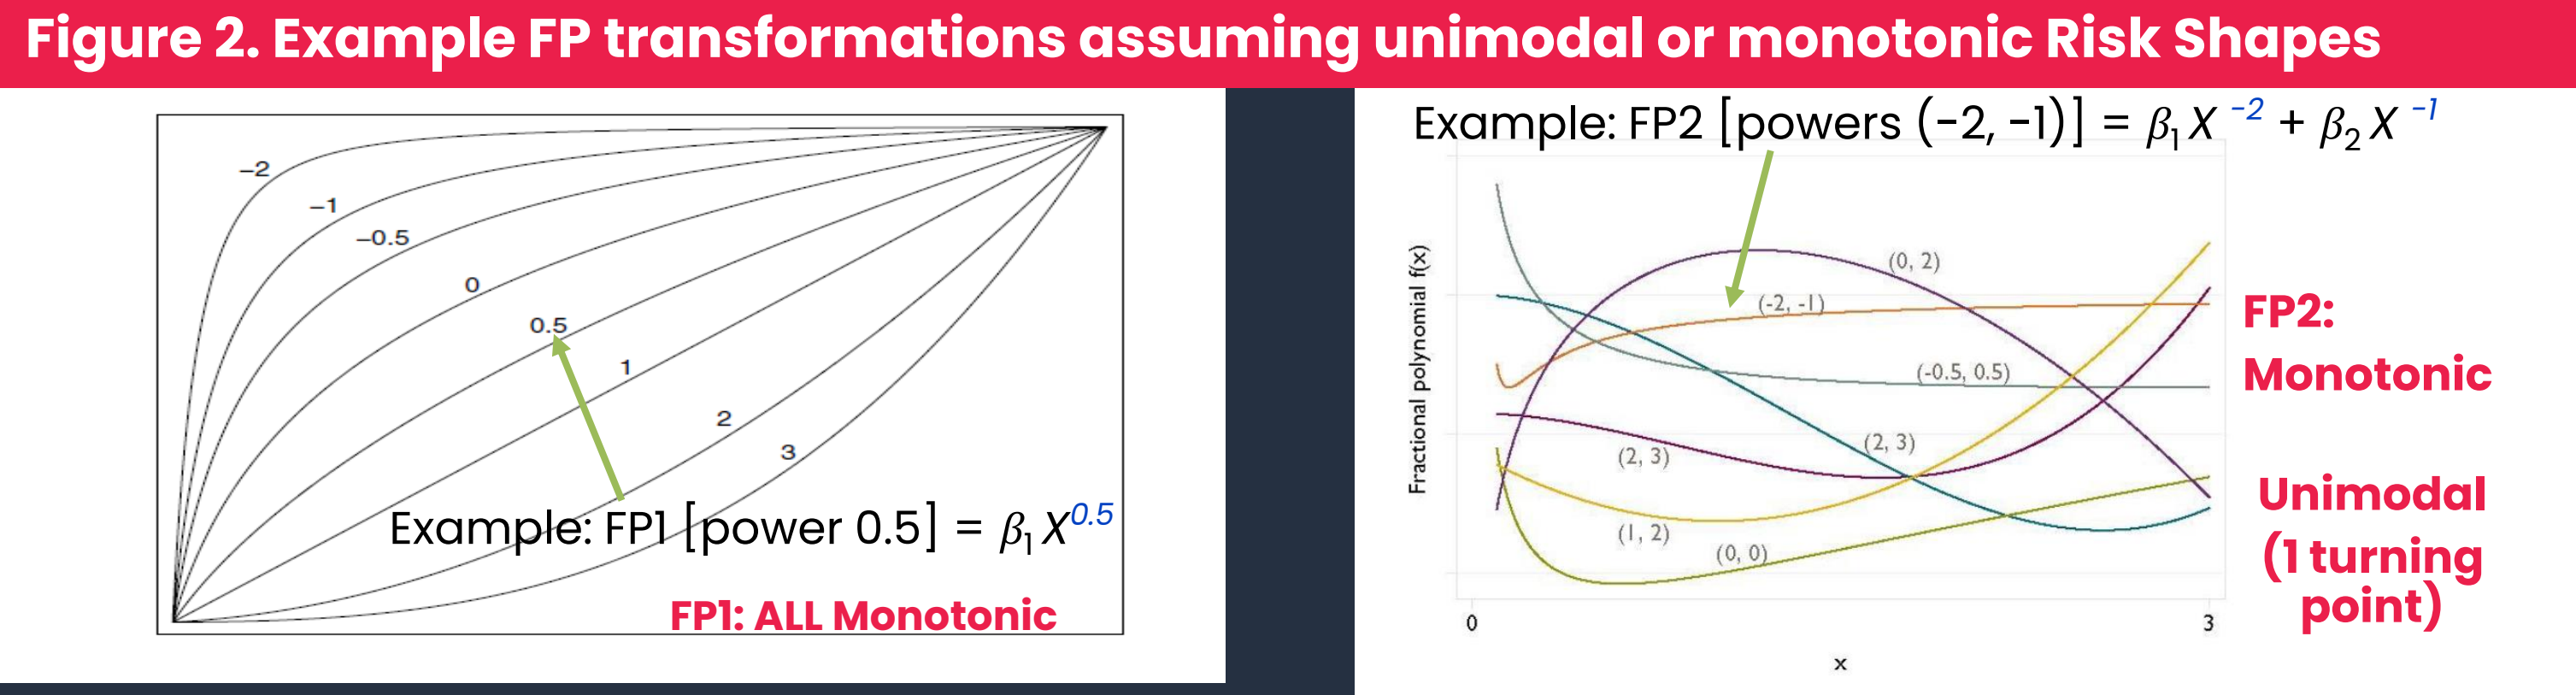 Figure 2. Example FP transformations assuming unimodal or monotonic Risk Shapes
−2
−1
−0.5
0
0.5
1
2
3
Example: FP1 [power 0.5] = β₁ X^0.5
FP1: ALL Monotonic
Example: FP2 [powers (−2, −1)] = β₁ X ^−2 + β₂ X ^−1
Fractional polynomial f(x)
(0, 2)
(-2, -1)
(-0.5, 0.5)
(2, 3)
(2, 3)
(1, 2)
(0, 0)
0
3
x
FP2:
Monotonic
Unimodal
(1 turning
point)